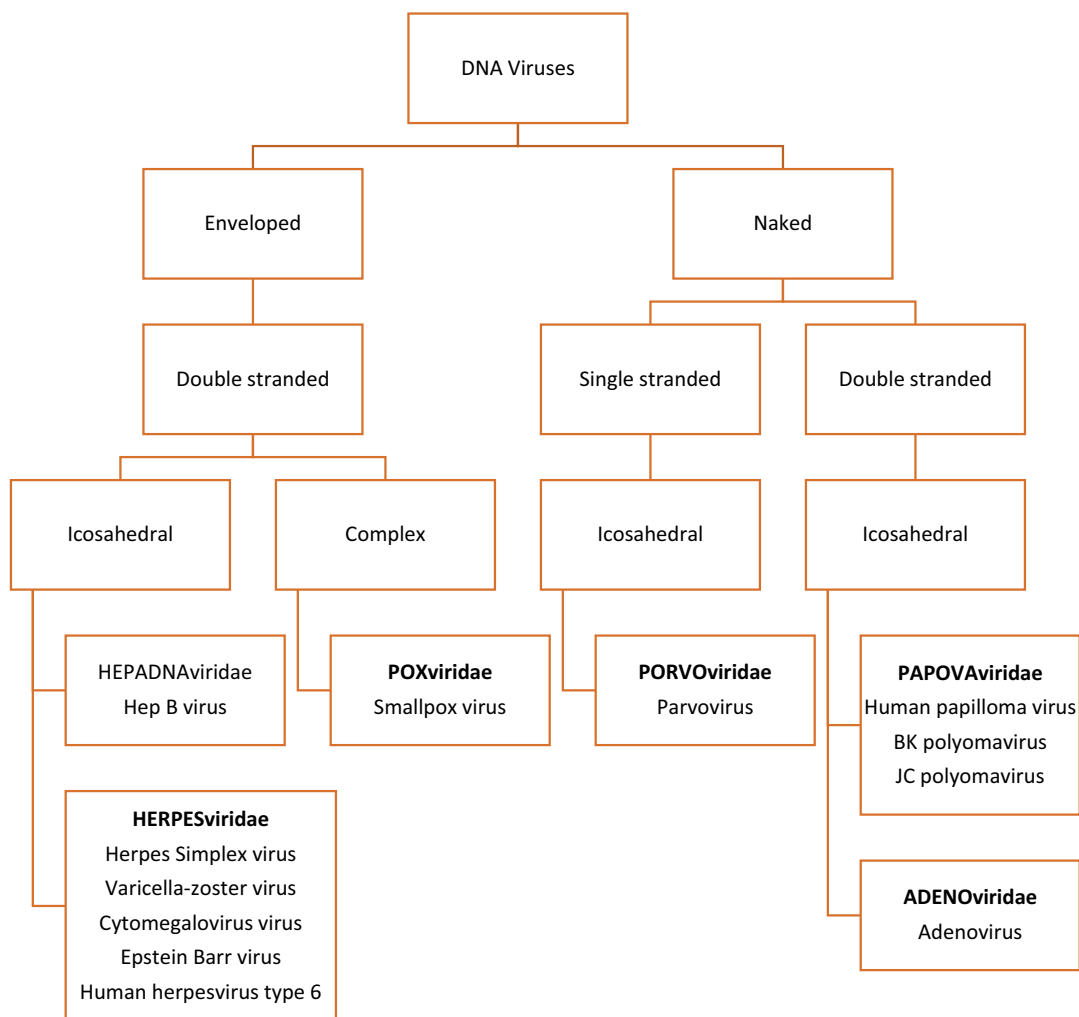 DNA Viruses
Enveloped
Naked
Double stranded
Single stranded
Double stranded
Icosahedral
Complex
Icosahedral
Icosahedral
HEPADNAviridae
Hep B virus
POXviridae
Smallpox virus
PORVOviridae
Parvovirus
PAPOVAviridae
Human papilloma virus
BK polyomavirus
JC polyomavirus
HERPESviridae
Herpes Simplex virus
Varicella-zoster virus
Cytomegalovirus virus
Epstein Barr virus
Human herpesvirus type 6
ADENOviridae
Adenovirus